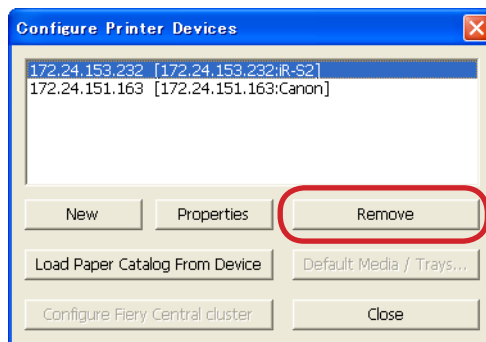 Configure Printer Devices
172.24.153.232 [172.24.153.232:iR-S2]
172.24.151.163 [172.24.151.163:Canon]
New Properties Remove
Load Paper Catalog From Device Default Media / Trays...
Configure Fiery Central cluster Close